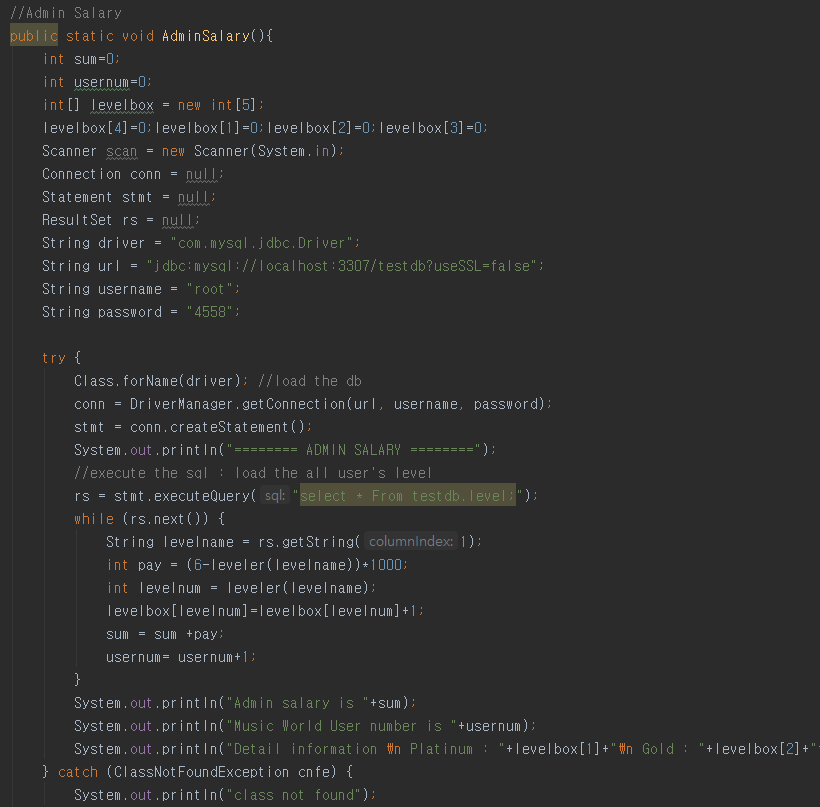 //Admin Salary
public static void AdminSalary(){
int sum=0;
int usernum=0;
int[] levelbox = new int[5];
levelbox[4]=0;levelbox[1]=0;levelbox[2]=0;levelbox[3]=0;
Scanner scan = new Scanner(System.in);
Connection conn = null;
Statement stmt = null;
ResultSet rs = null;
String driver = "com.mysql.jdbc.Driver";
String url = "jdbc:mysql://localhost:3307/testdb?useSSL=false";
String username = "root";
String password = "4558";
try {
Class.forName(driver); //load the db
conn = DriverManager.getConnection(url, username, password);
stmt = conn.createStatement();
System.out.println("======== ADMIN SALARY ========");
//execute the sql : load the all user's level
rs = stmt.executeQuery( sql: "select * From testdb.level;");
while (rs.next()) {
String levelname = rs.getString( columnIndex: 1);
int pay = (6-leveler(levelname))*1000;
int levelnum = leveler(levelname);
levelbox[levelnum]=levelbox[levelnum]+1;
sum = sum +pay;
usernum= usernum+1;
}
System.out.println("Admin salary is "+sum);
System.out.println("Music World User number is "+usernum);
System.out.println("Detail information ₩n Platinum : "+levelbox[1]+"₩n Gold : "+levelbox[2]+"
} catch (ClassNotFoundException cnfe) {
System.out.println("class not found");